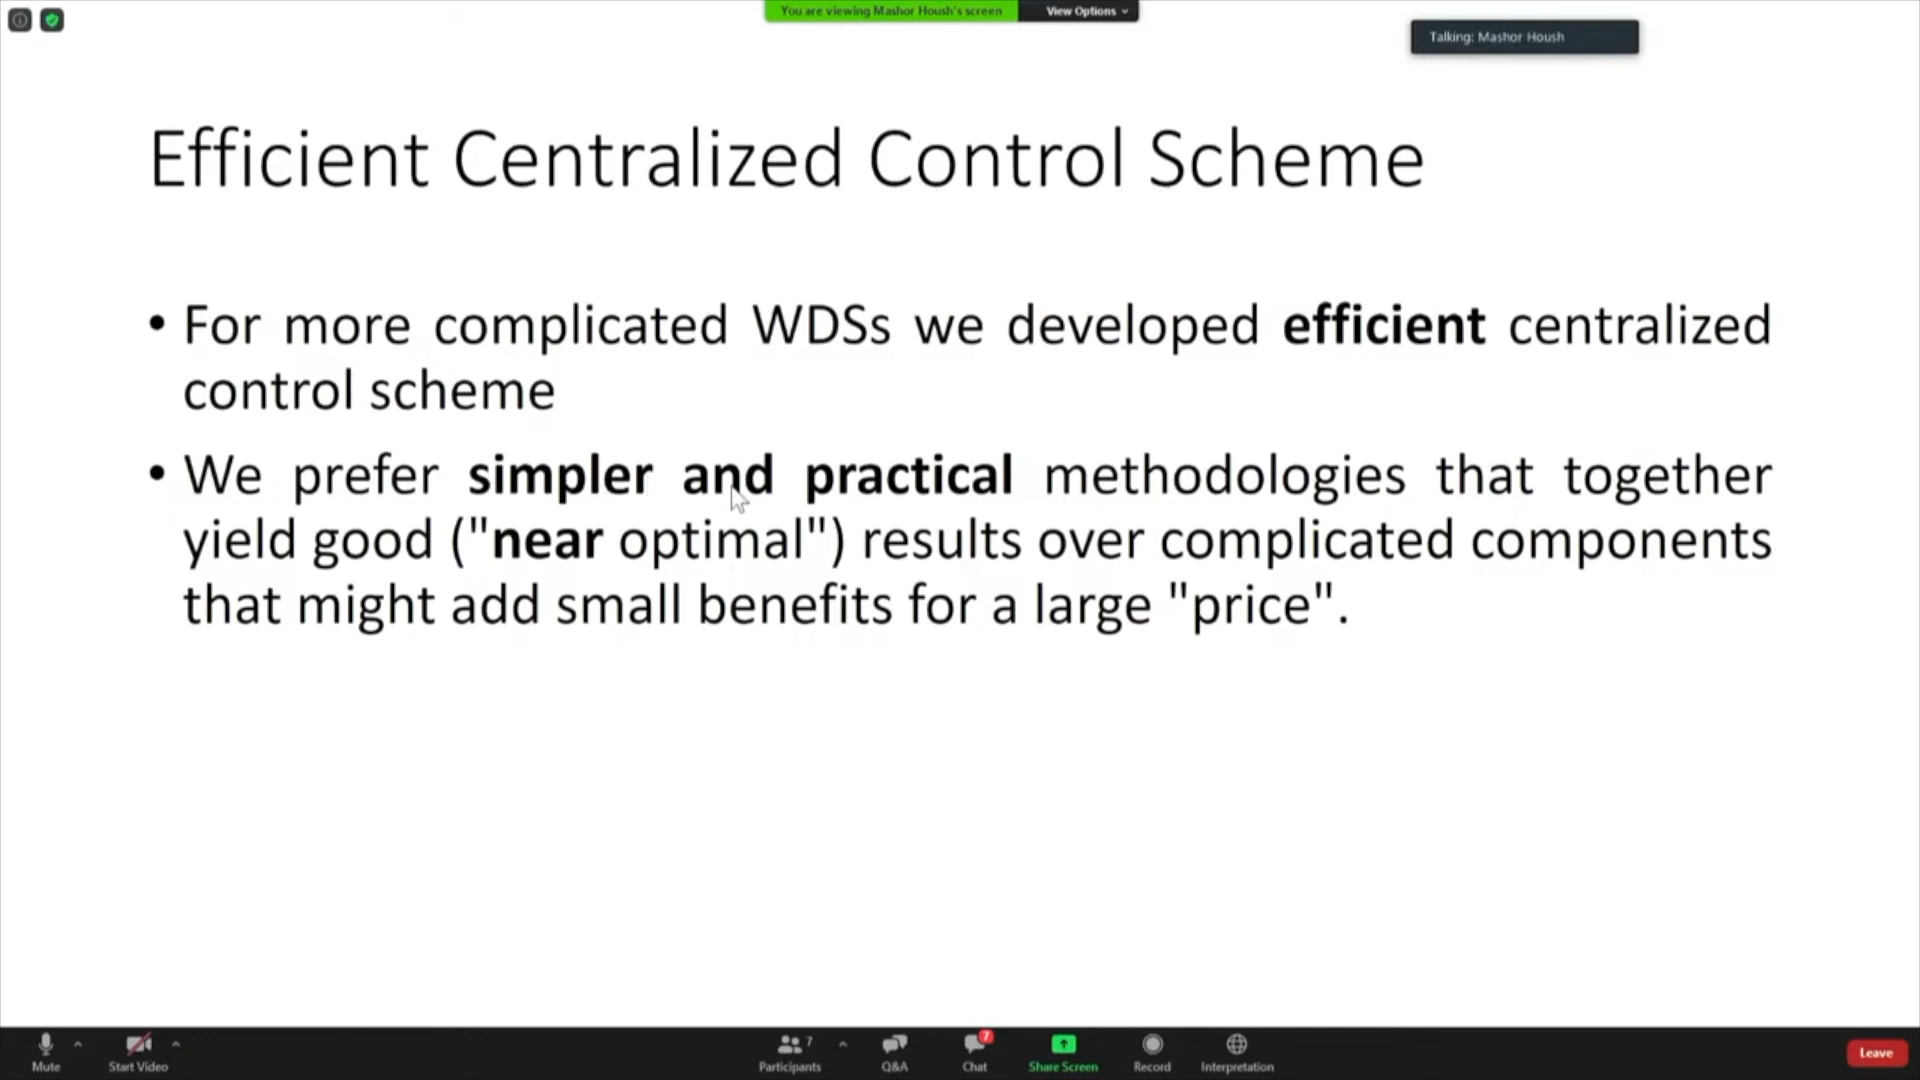 You are viewing Mashor Housh's screen
View Options
Talking: Mashor Housh
Efficient Centralized Control Scheme
• For more complicated WDSs we developed efficient centralized
control scheme
• We prefer simpler and practical methodologies that together
yield good ("near optimal") results over complicated components
that might add small benefits for a large "price".
Mute
Start Video
7
Participants
Q&A
7
Chat
Share Screen
Record
Interpretation
Leave